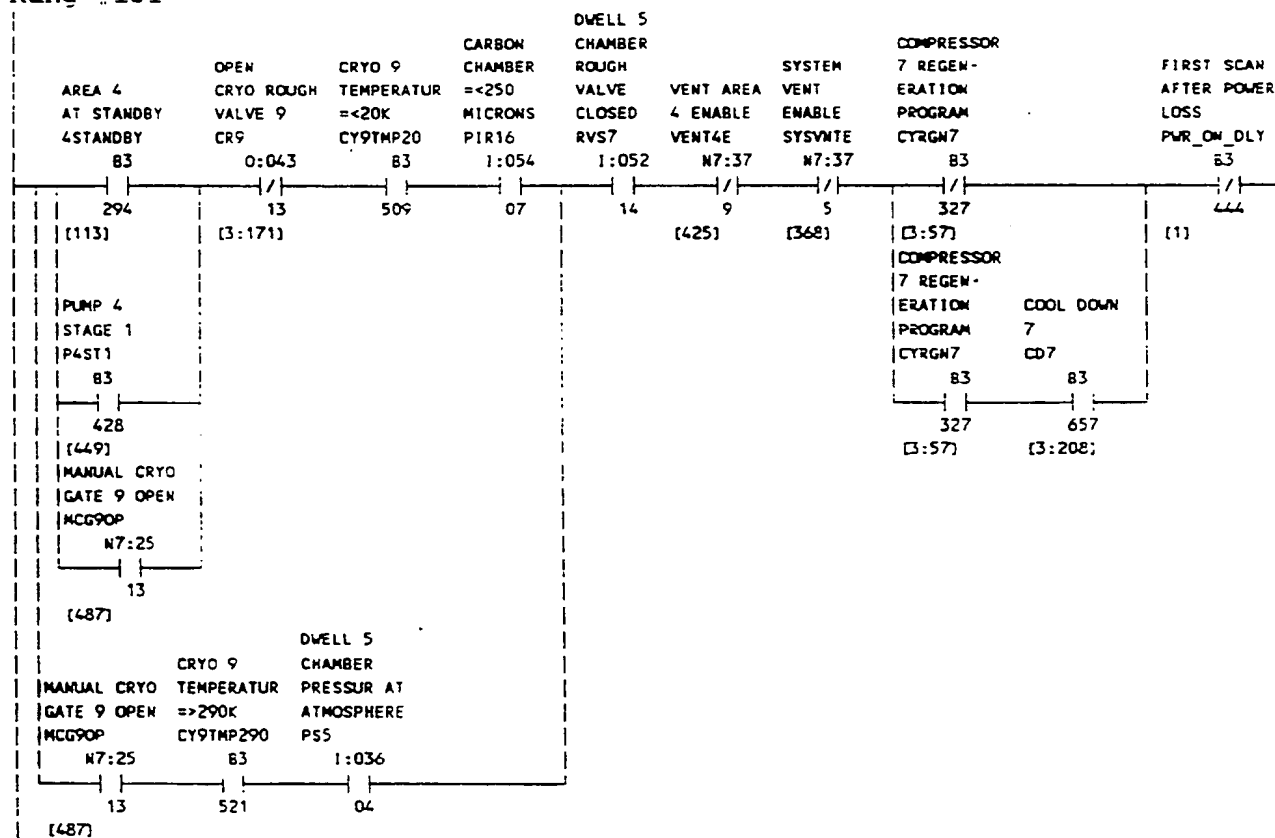 DWELL 5
CARBON CHAMBER COMPRESSOR
OPEN CRYO 9 CHAMBER ROUGH SYSTEM 7 REGEN- FIRST SCAN
AREA 4 CRYO ROUGH TEMPERATUR =<250 VALVE VENT AREA VENT ERATION AFTER POWER
AT STANDBY VALVE 9 =<20K MICRONS CLOSED 4 ENABLE ENABLE PROGRAM LOSS
4STANDBY CR9 CY9TMP20 PIR16 RVS7 VENT4E SYSVNTE CYRGN7 PWR_ON_DLY
B3 O:043 B3 I:054 I:052 N7:37 N7:37 B3 B3
294 13 509 07 14 9 5 327 444
[113] [3:171] [425] [368] [3:57] [1]
COMPRESSOR
7 REGEN-
PUMP 4 ERATION COOL DOWN
STAGE 1 PROGRAM 7
P4ST1 CYRGN7 CD7
B3 B3 B3
428 327 657
[449] [3:57] [3:208]
MANUAL CRYO
GATE 9 OPEN
MCG9OP
N7:25
13
[487]
DWELL 5
CRYO 9 CHAMBER
MANUAL CRYO TEMPERATUR PRESSUR AT
GATE 9 OPEN =>290K ATMOSPHERE
MCG9OP CY9TMP290 PS5
N7:25 B3 I:036
13 521 04
[487]